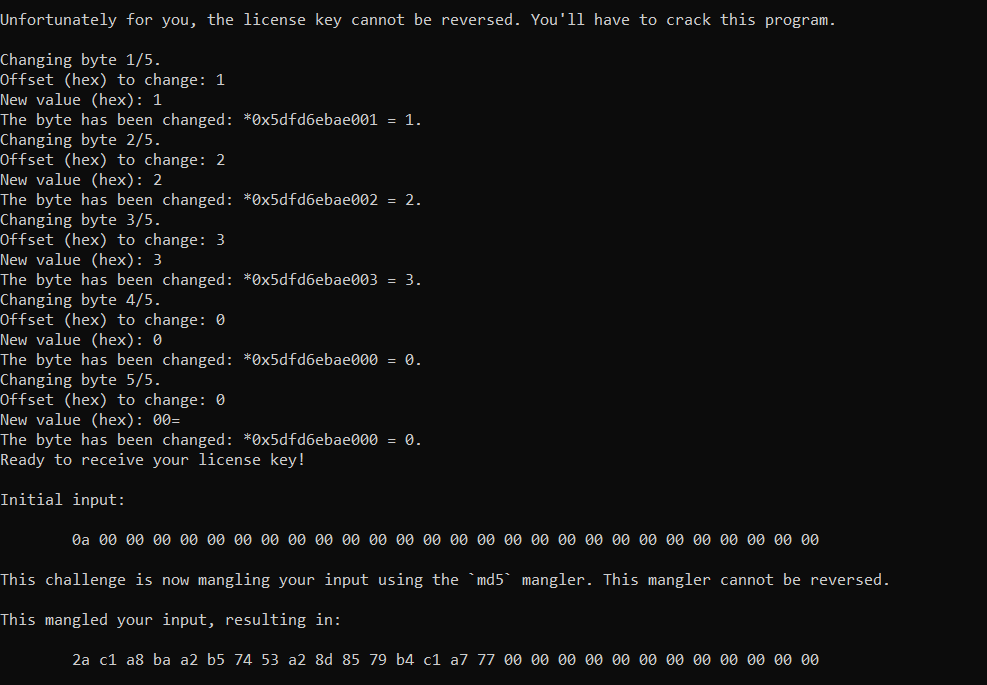 Unfortunately for you, the license key cannot be reversed. You'll have to crack this program.
Changing byte 1/5.
Offset (hex) to change: 1
New value (hex): 1
The byte has been changed: *0x5dfd6ebae001 = 1.
Changing byte 2/5.
Offset (hex) to change: 2
New value (hex): 2
The byte has been changed: *0x5dfd6ebae002 = 2.
Changing byte 3/5.
Offset (hex) to change: 3
New value (hex): 3
The byte has been changed: *0x5dfd6ebae003 = 3.
Changing byte 4/5.
Offset (hex) to change: 0
New value (hex): 0
The byte has been changed: *0x5dfd6ebae000 = 0.
Changing byte 5/5.
Offset (hex) to change: 0
New value (hex): 00=
The byte has been changed: *0x5dfd6ebae000 = 0.
Ready to receive your license key!
Initial input:
0a 00 00 00 00 00 00 00 00 00 00 00 00 00 00 00 00 00 00 00 00 00 00 00 00 00 00 00
This challenge is now mangling your input using the `md5` mangler. This mangler cannot be reversed.
This mangled your input, resulting in:
2a c1 a8 ba a2 b5 74 53 a2 8d 85 79 b4 c1 a7 77 00 00 00 00 00 00 00 00 00 00 00 00